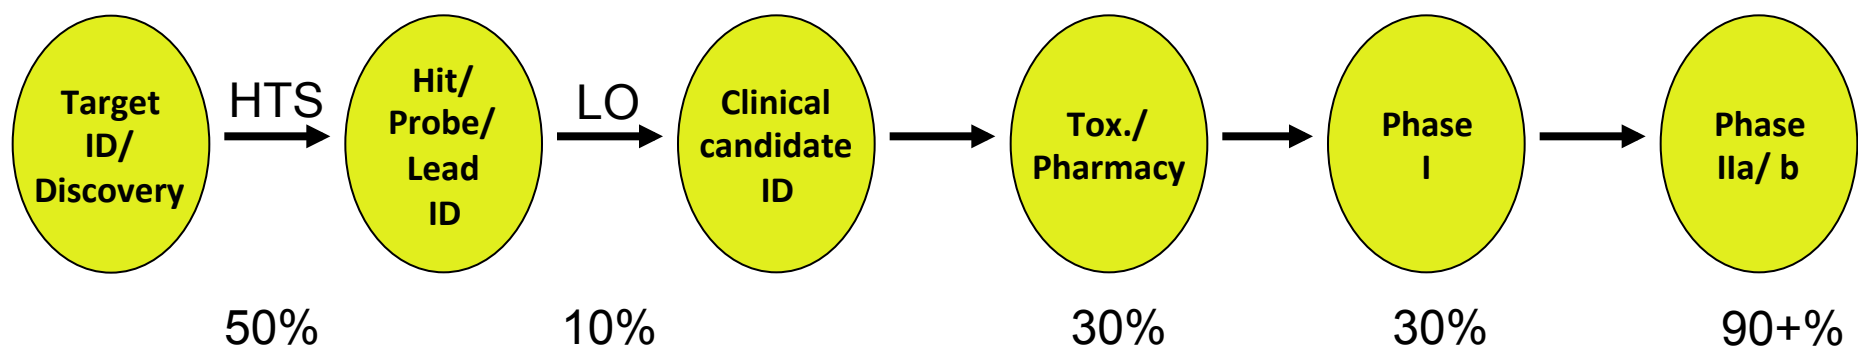 Target
ID/
Discovery
HTS
Hit/
Probe/
Lead
ID
LO
Clinical
candidate
ID
Tox./
Pharmacy
Phase
I
Phase
IIa/ b
50%
10%
30%
30%
90+%